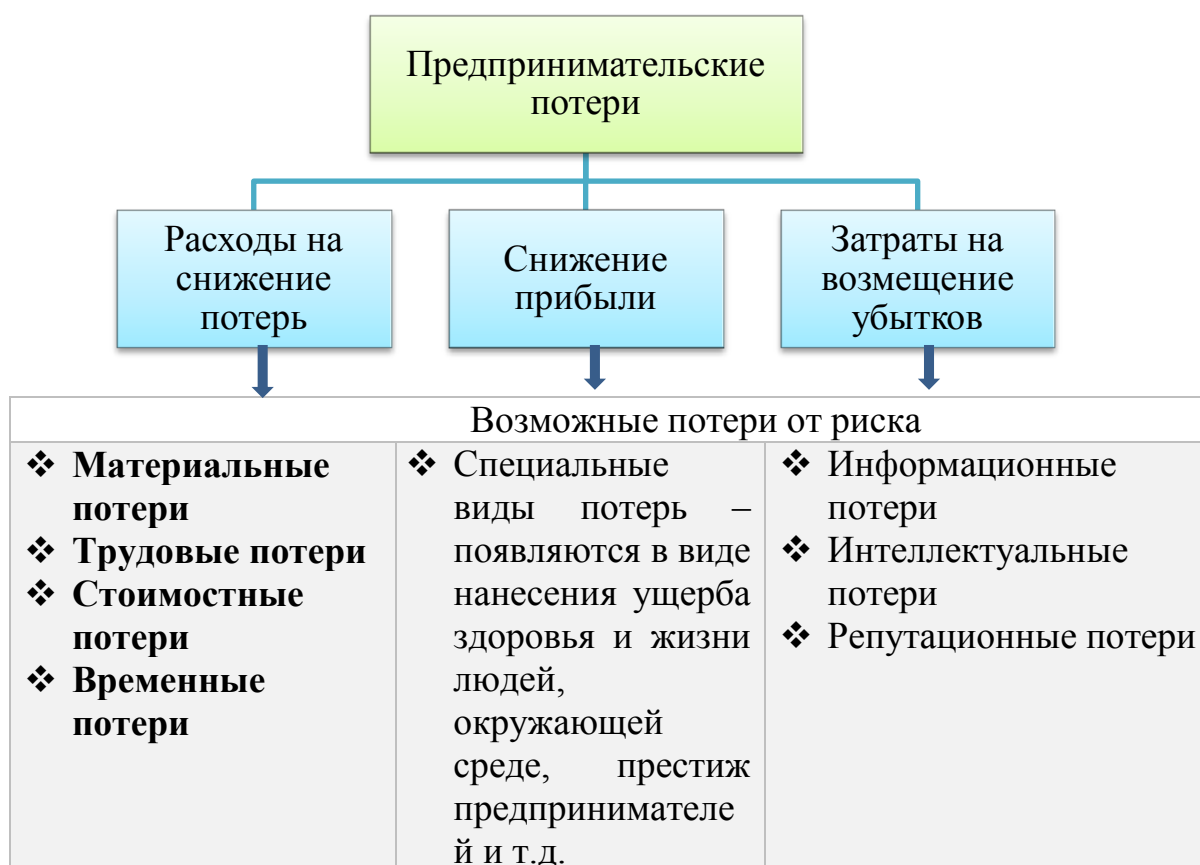 Предпринимательские
потери
Расходы на
снижение
потерь
Снижение
прибыли
Затраты на
возмещение
убытков
Возможные потери от риска
❖ Материальные
потери
❖ Трудовые потери
❖ Стоимостные
потери
❖ Временные
потери
❖ Специальные
виды потерь –
появляются в виде
нанесения ущерба
здоровья и жизни
людей,
окружающей
среде, престиж
предпринимателе
й и т.д.
❖ Информационные
потери
❖ Интеллектуальные
потери
❖ Репутационные потери